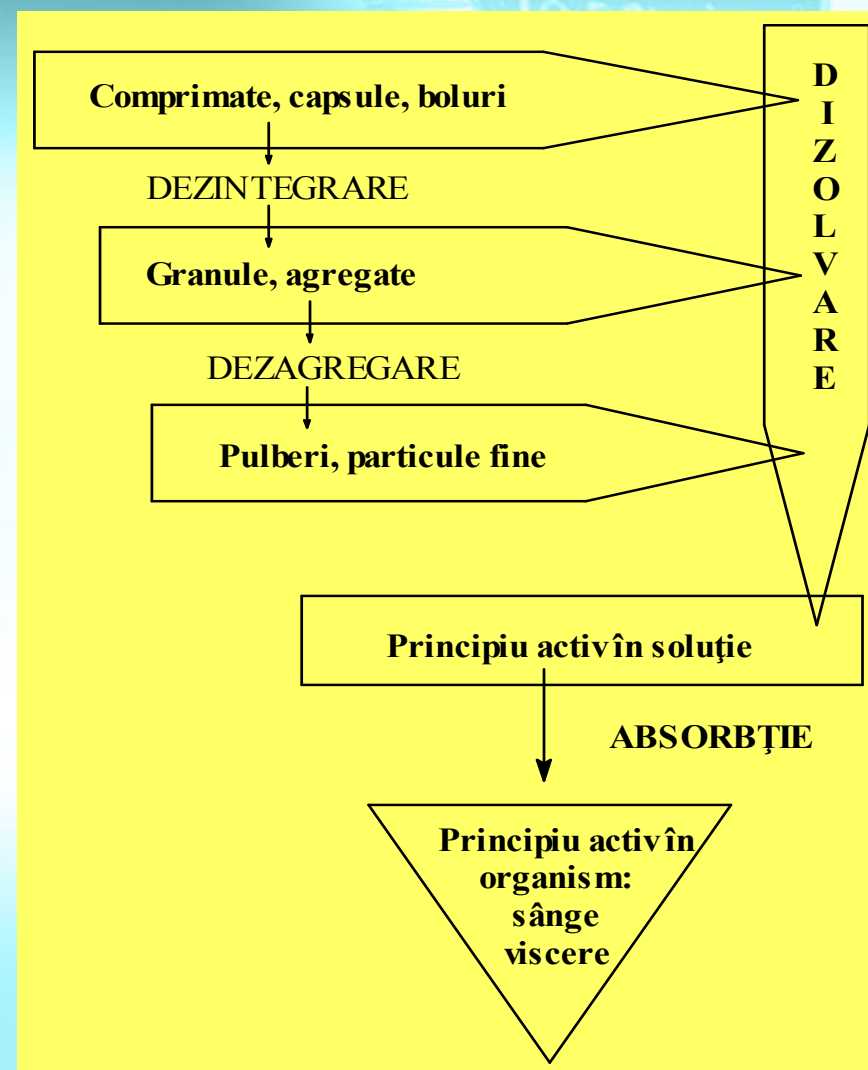 Comprimate, capsule, boluri
DEZINTEGRARE
Granule, agregate
DEZAGREGARE
Pulberi, particule fine
DIZOLVARE
Principiu activ în soluţie
ABSORBŢIE
Principiu activ în
organism:
sânge
viscere